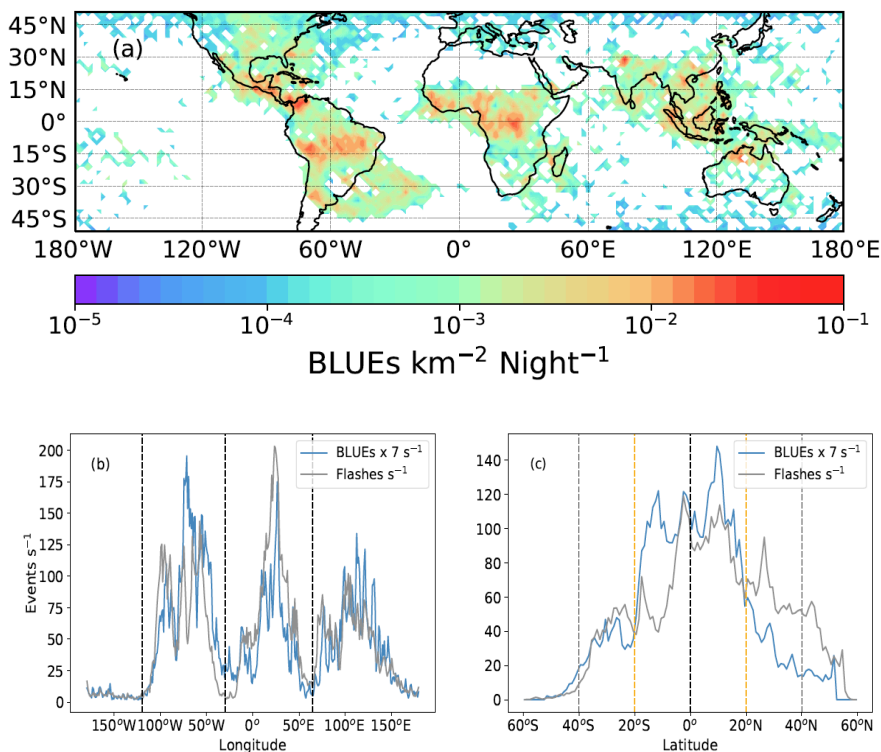 45°N
(a)
30°N
15°N
0°
15°S
30°S
45°S
180°W 120°W 60°W 0° 60°E 120°E 180°E
10⁻⁵ 10⁻⁴ 10⁻³ 10⁻² 10⁻¹
BLUEs km⁻² Night⁻¹
(b)
BLUEs x 7 s⁻¹
Flashes s⁻¹
200
175
150
125
100
75
50
25
0
Events s⁻¹
150°W 100°W 50°W 0° 50°E 100°E 150°E
Longitude
(c)
BLUEs x 7 s⁻¹
Flashes s⁻¹
140
120
100
80
60
40
20
0
60°S 40°S 20°S 0° 20°N 40°N 60°N
Latitude